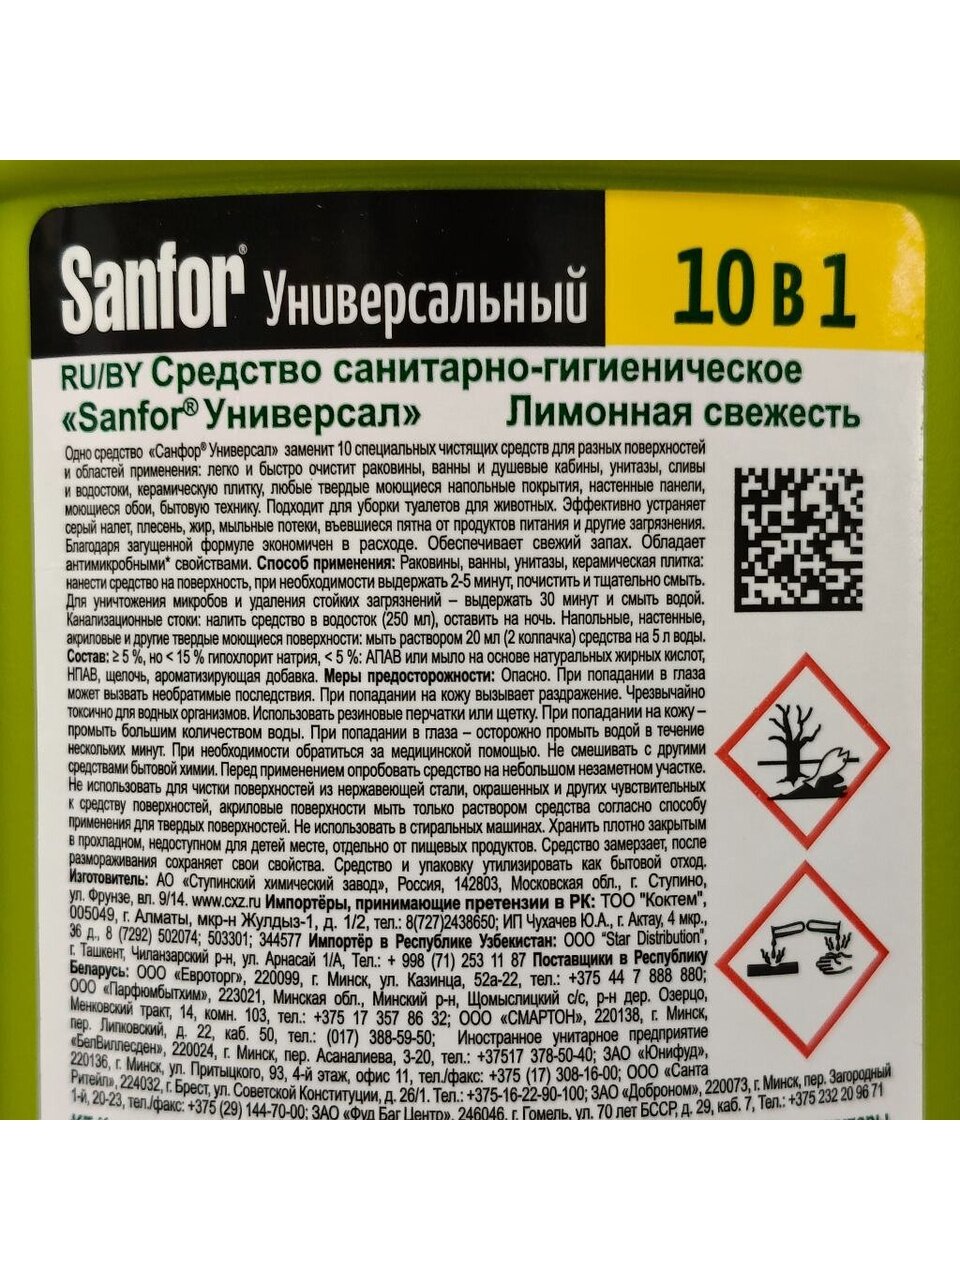 Sanfor® Универсальный 10 в 1
RU/BY Средство санитарно-гигиеническое
«Sanfor® Универсал» Лимонная свежесть
Одно средство «Санфор® Универсал» заменит 10 специальных чистящих средств для разных поверхностей
и областей применения: легко и быстро очистит раковины, ванны и душевые кабины, унитазы, сливы
и водостоки, керамическую плитку, любые твердые моющиеся напольные покрытия, настенные панели,
моющиеся обои, бытовую технику. Подходит для уборки туалетов для животных. Эффективно устраняет
серый налет, плесень, жир, мыльные потеки, въевшиеся пятна от продуктов питания и другие загрязнения.
Благодаря загущенной формуле экономичен в расходе. Обеспечивает свежий запах. Обладает
антимикробными* свойствами. Способ применения: Раковины, ванны, унитазы, керамическая плитка:
нанести средство на поверхность, при необходимости выдержать 2-5 минут, почистить и тщательно смыть.
Для уничтожения микробов и удаления стойких загрязнений – выдержать 30 минут и смыть водой.
Канализационные стоки: налить средство в водосток (250 мл), оставить на ночь. Напольные, настенные,
акриловые и другие твердые моющиеся поверхности: мыть раствором 20 мл (2 колпачка) средства на 5 л воды.
Состав: ≥ 5 %, но < 15 % гипохлорит натрия, < 5 %: АПАВ или мыло на основе натуральных жирных кислот,
НПАВ, щелочь, ароматизирующая добавка. Меры предосторожности: Опасно. При попадании в глаза
может вызвать необратимые последствия. При попадании на кожу вызывает раздражение. Чрезвычайно
токсично для водных организмов. Использовать резиновые перчатки или щетку. При попадании на кожу –
промыть большим количеством воды. При попадании в глаза – осторожно промыть водой в течение
нескольких минут. При необходимости обратиться за медицинской помощью. Не смешивать с другими
средствами бытовой химии. Перед применением опробовать средство на небольшом незаметном участке.
Не использовать для чистки поверхностей из нержавеющей стали, окрашенных и других чувствительных
к средству поверхностей, акриловые поверхности мыть только раствором средства согласно способу
применения для твердых поверхностей. Не использовать в стиральных машинах. Хранить плотно закрытым
в прохладном, недоступном для детей месте, отдельно от пищевых продуктов. Средство замерзает, после
размораживания сохраняет свои свойства. Средство и упаковку утилизировать как бытовой отход.
Изготовитель: АО «Ступинский химический завод», Россия, 142803, Московская обл., г. Ступино,
ул. Фрунзе, вл. 9/14. www.cxz.ru Импортёры, принимающие претензии в РК: ТОО "Коктем",
005049, г. Алматы, мкр-н Жулдыз-1, д. 1/2, тел.: 8(727)2438650; ИП Чухачев Ю.А., г. Актау, 4 мкр.,
36 д., 8 (7292) 502074; 503301; 344577 Импортёр в Республике Узбекистан: ООО "Star Distribution",
г. Ташкент, Чиланзарский р-н, ул. Арнасай 1/А, Тел.: + 998 (71) 253 11 87 Поставщики в Республику
Беларусь: ООО «Евроторг», 220099, г. Минск, ул. Казинца, 52а-22, тел.: +375 44 7 888 880;
ООО «Парфюмбытхим», 223021, Минская обл., Минский р-н, Щомыслицкий с/с, р-н дер. Озерцо,
Менковский тракт, 14, комн. 103, тел.: +375 17 357 86 32; ООО «СМАРТОН», 220138, г. Минск,
пер. Липковский, д. 22, каб. 50, тел.: (017) 388-59-50; Иностранное унитарное предприятие
«БелВиллесден», 220024, г. Минск, пер. Асаналиева, 3-20, тел.: +37517 378-50-40; ЗАО «Юнифуд»,
220136, г. Минск, ул. Притыцкого, 93, 4-й этаж, офис 11, тел./факс: +375 (17) 308-16-00; ООО «Санта
Ритейл», 224032, г. Брест, ул. Советской Конституции, д. 26/1. Тел.: +375-16-22-90-100; ЗАО «Доброном», 220073, г. Минск, пер. Загородный
1-й, 20-23, тел./факс: +375 (29) 144-70-00; ЗАО «Фуд Баг Центр», 246046, г. Гомель, ул. 70 лет БССР, д. 29, каб. 7, Тел.: +375 232 20 96 71